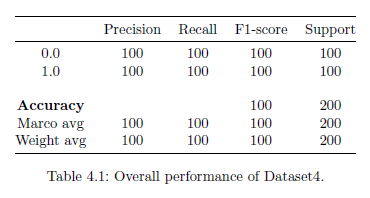 Precision Recall F1-score Support
0.0 100 100 100 100
1.0 100 100 100 100
Accuracy 100 200
Marco avg 100 100 100 200
Weight avg 100 100 100 200
Table 4.1: Overall performance of Dataset4.